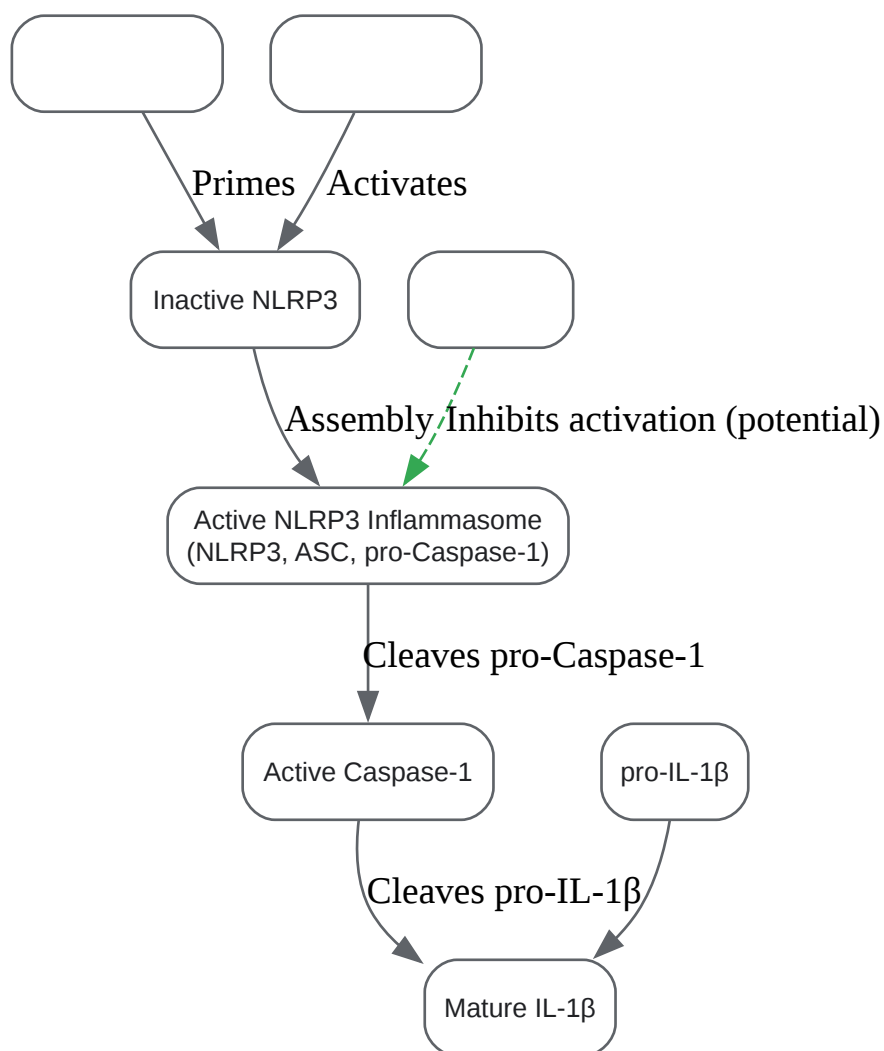 Primes
Activates
Inactive NLRP3
Assembly
Inhibits activation (potential)
Active NLRP3 Inflammasome
(NLRP3, ASC, pro-Caspase-1)
Cleaves pro-Caspase-1
Active Caspase-1
pro-IL-1β
Cleaves pro-IL-1β
Mature IL-1β